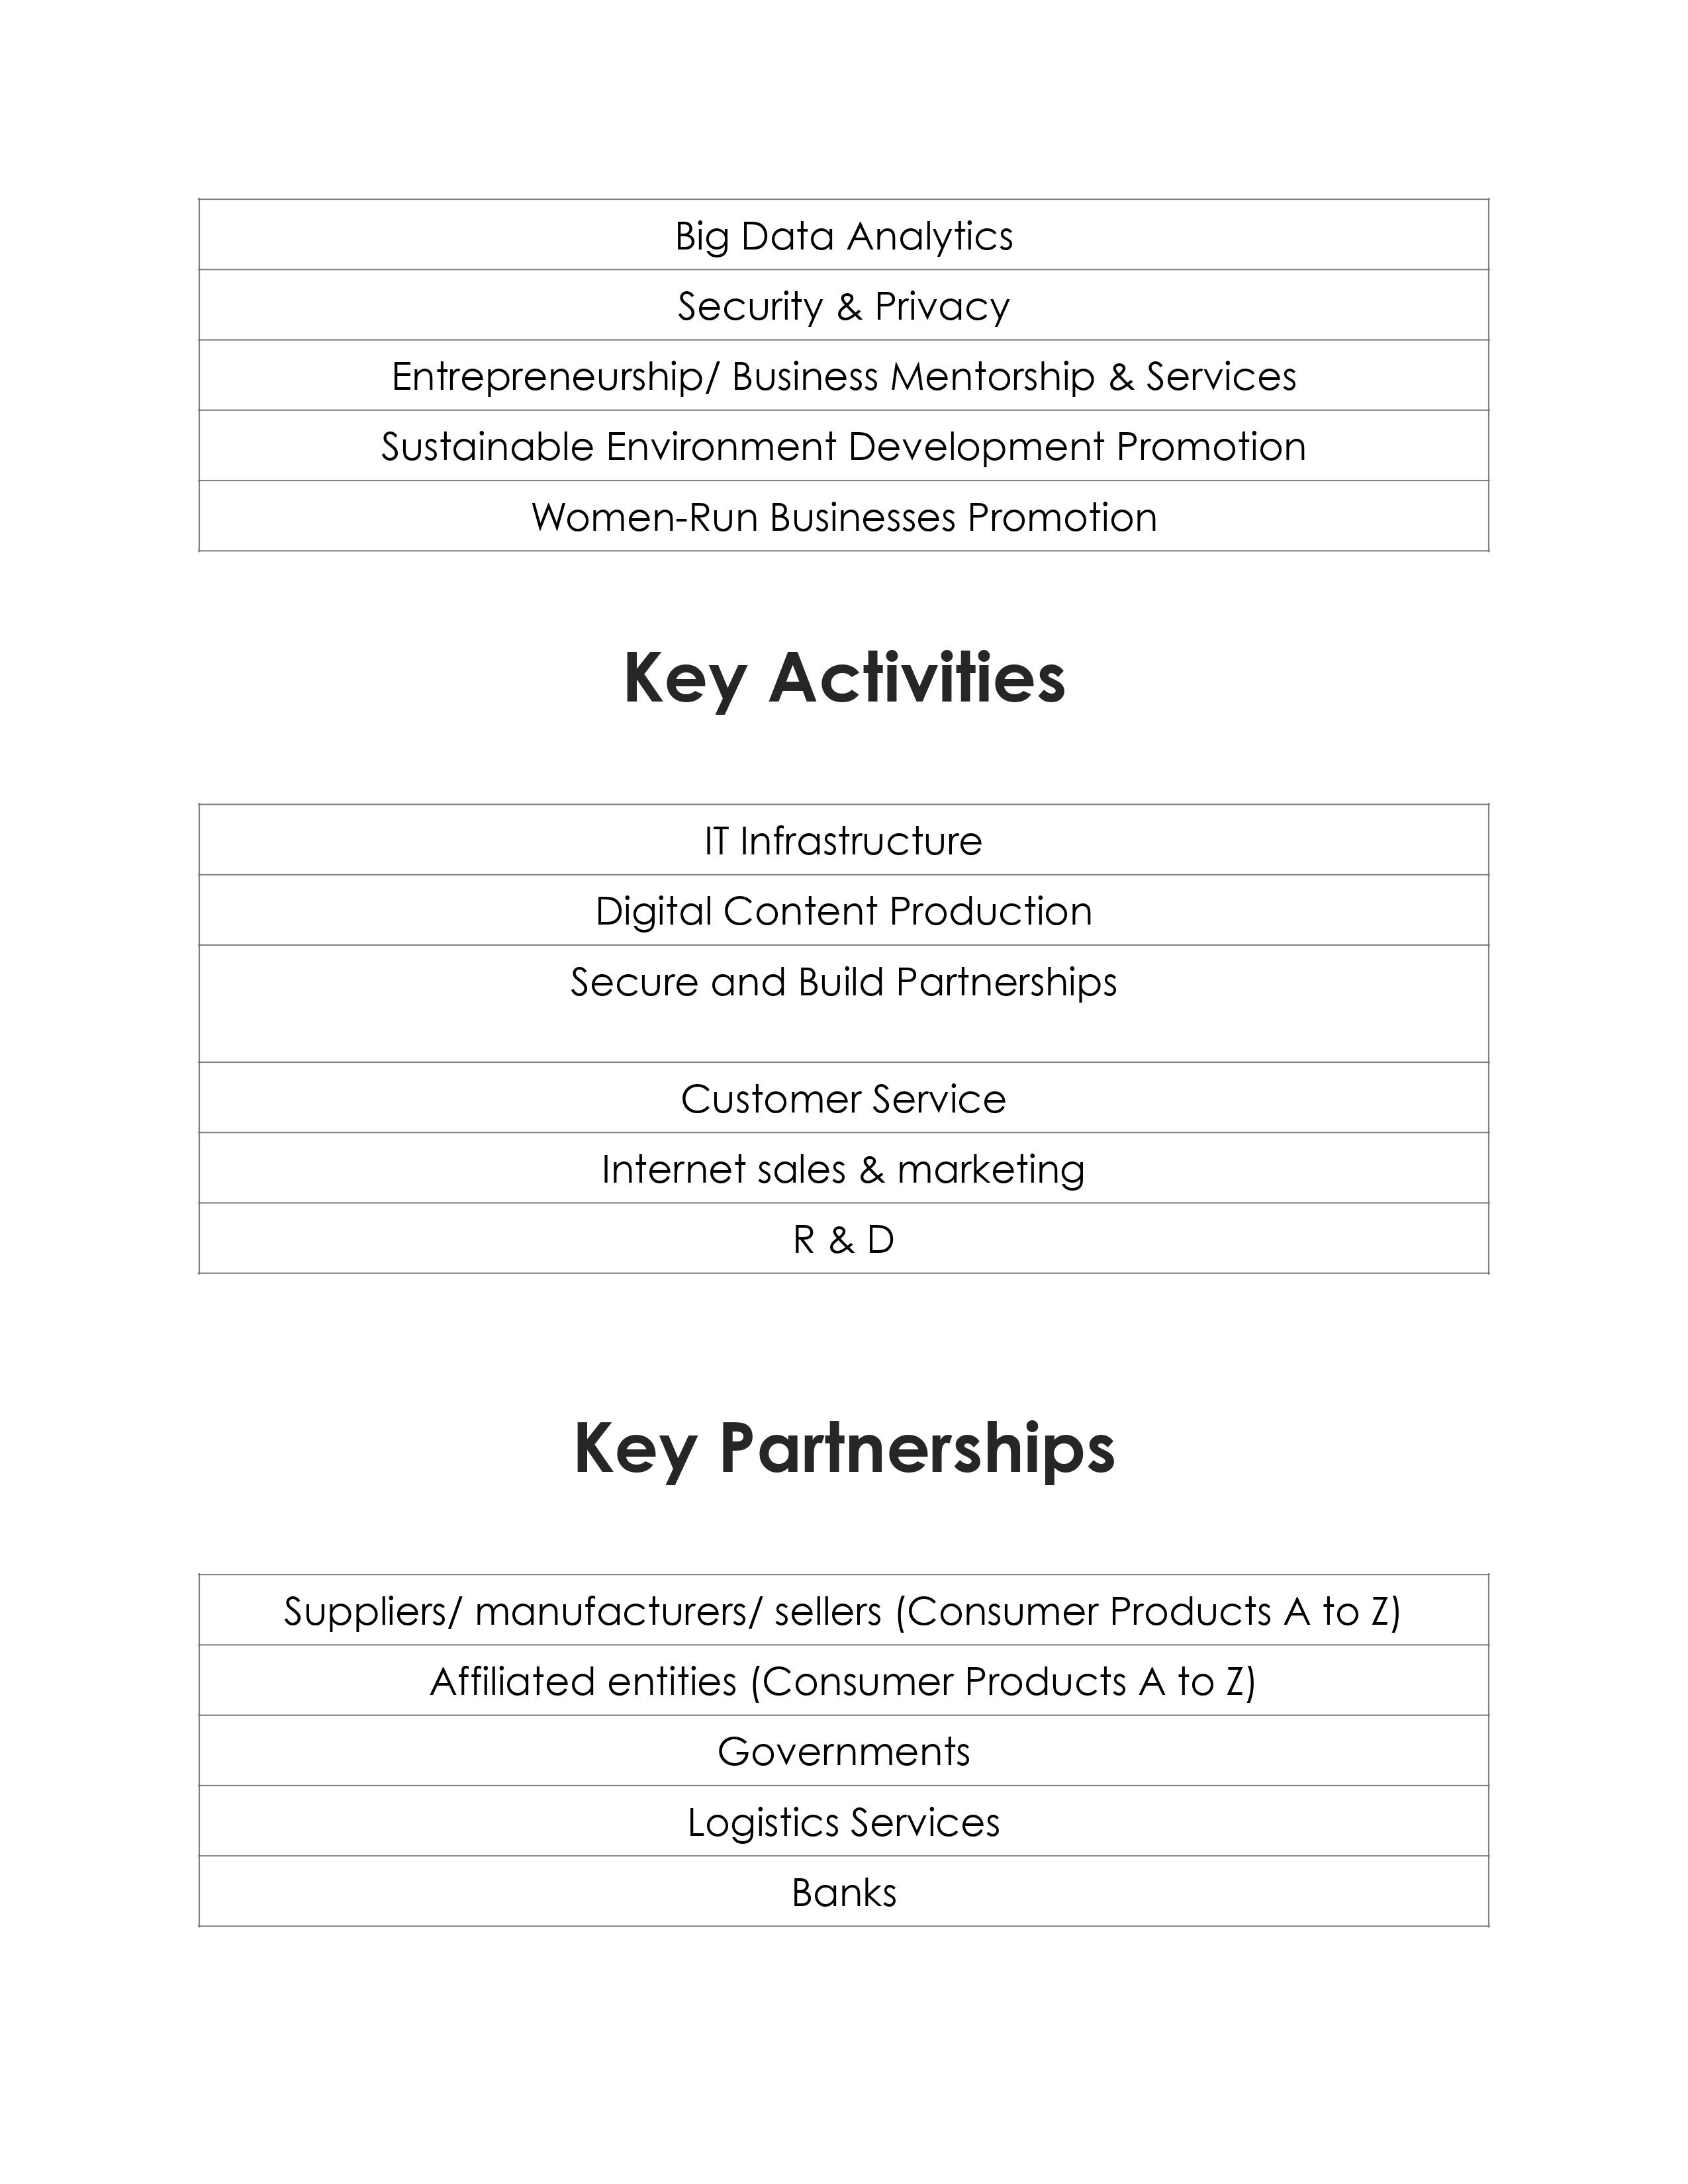 Big Data Analytics
Security & Privacy
Entrepreneurship/ Business Mentorship & Services
Sustainable Environment Development Promotion
Women-Run Businesses Promotion
Key Activities
IT Infrastructure
Digital Content Production
Secure and Build Partnerships
Customer Service
Internet sales & marketing
R & D
Key Partnerships
Suppliers/ manufacturers/ sellers (Consumer Products A to Z)
Affiliated entities (Consumer Products A to Z)
Governments
Logistics Services
Banks